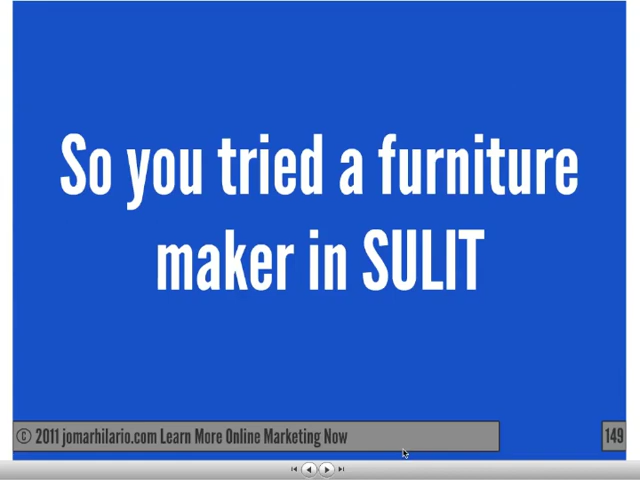 So you tried a furniture
maker in SULIT
© 2011 jomarhilario.com Learn More Online Marketing Now
149